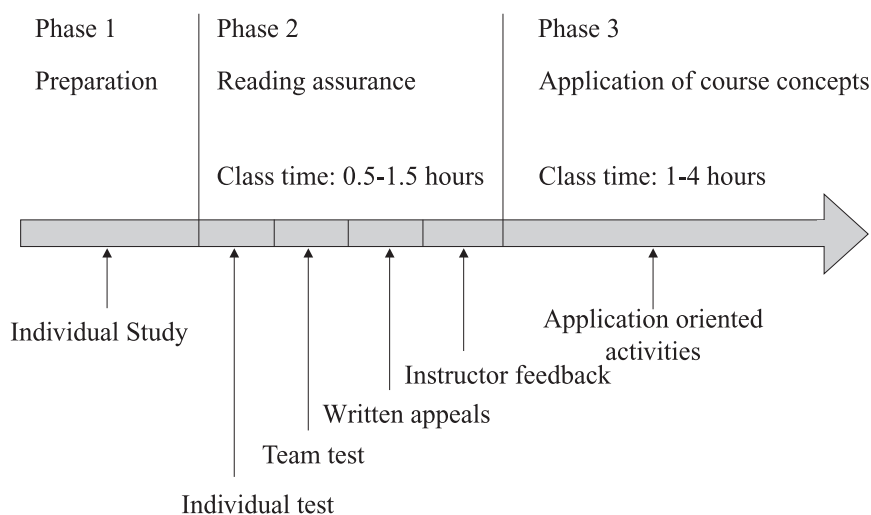 Phase 1
Preparation
Phase 2
Reading assurance
Class time: 0.5-1.5 hours
Phase 3
Application of course concepts
Class time: 1-4 hours
Individual Study
Individual test
Team test
Written appeals
Instructor feedback
Application oriented
activities